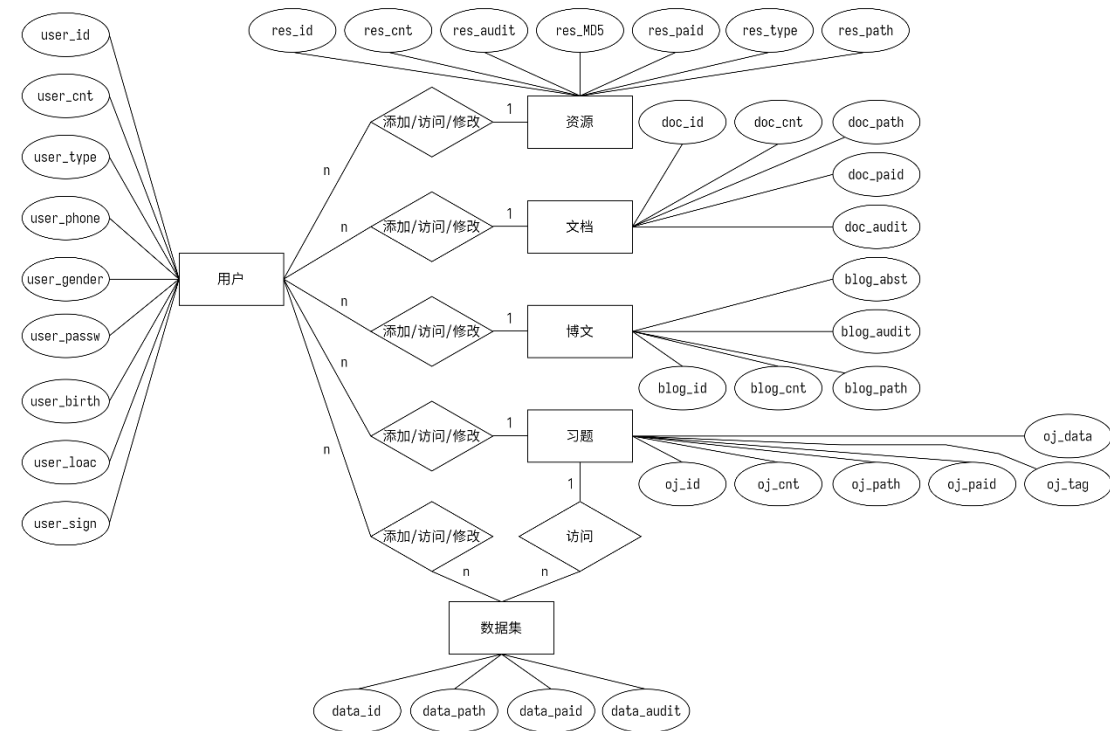 user_id
user_cnt
user_type
user_phone
user_gender
user_passw
user_birth
user_loac
user_sign
用户
res_id
res_cnt
res_audit
res_MD5
res_paid
res_type
res_path
n
添加/访问/修改
1
资源
doc_id
doc_cnt
doc_path
doc_paid
doc_audit
n
添加/访问/修改
1
文档
blog_abst
blog_audit
n
添加/访问/修改
1
博文
blog_id
blog_cnt
blog_path
n
添加/访问/修改
1
习题
oj_data
oj_id
oj_cnt
oj_path
oj_paid
oj_tag
n
1
添加/访问/修改
访问
n
n
数据集
data_id
data_path
data_paid
data_audit